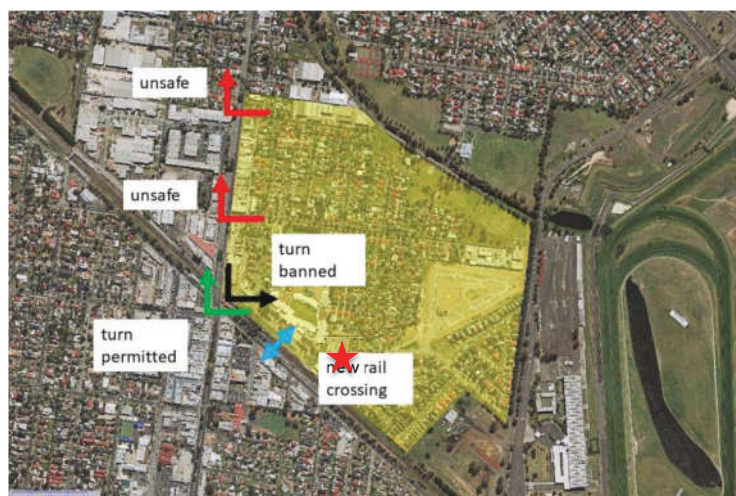 unsafe
unsafe
turn
banned
turn
permitted
new rail
crossing